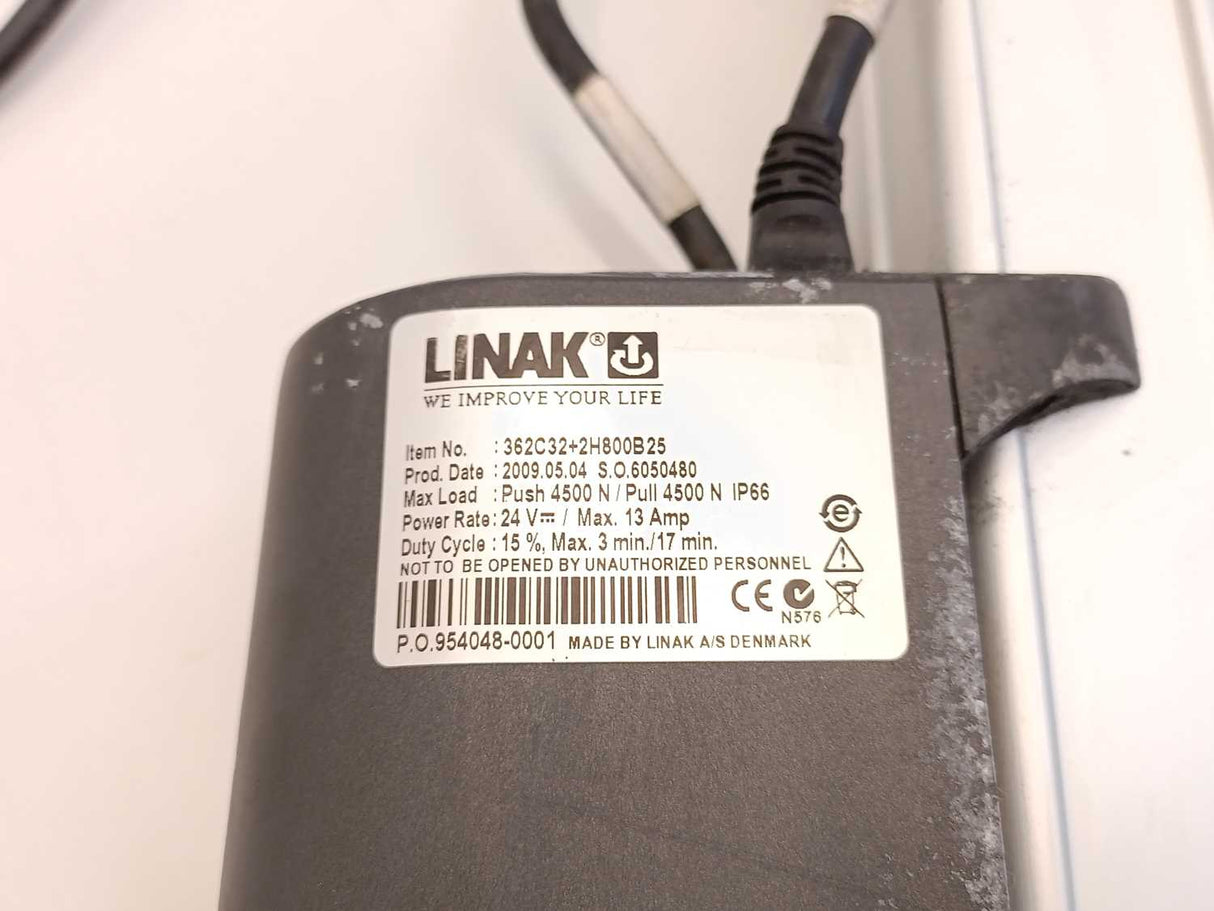 LINAK®
WE IMPROVE YOUR LIFE
Item No. : 362C32+2H800B25
Prod. Date : 2009.05.04 S.O.6050480
Max Load : Push 4500 N / Pull 4500 N IP66
Power Rate : 24 V⎓ / Max. 13 Amp
Duty Cycle : 15 %, Max. 3 min./17 min.
NOT TO BE OPENED BY UNAUTHORIZED PERSONNEL
e
CE
N576
P.O.954048-0001 MADE BY LINAK A/S DENMARK